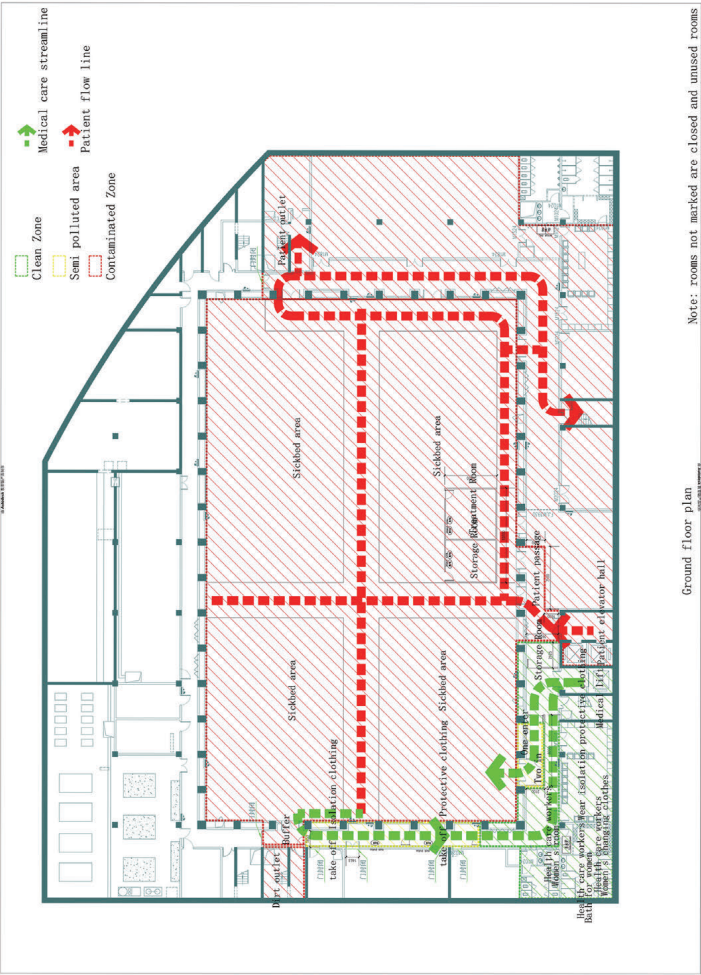 Medical care streamline
Patient flow line
Clean Zone
Semi polluted area
Contaminated Zone
Patient outlet
Sickbed area
Sickbed area
Storage Room
Treatment Room
Patient passage
Storage Room
Patient elevator hall
Medical lift
Sickbed area
Sickbed area
One enter
Two in
Wear isolation protective clothing
Isolation clothing
take off
Protective clothing
take off
Buffer
Dirt outlet
Health care workers
Women's room
Health care workers
Bath for women
Health care workers
Women's changing clothes
Ground floor plan
Note: rooms not marked are closed and unused rooms